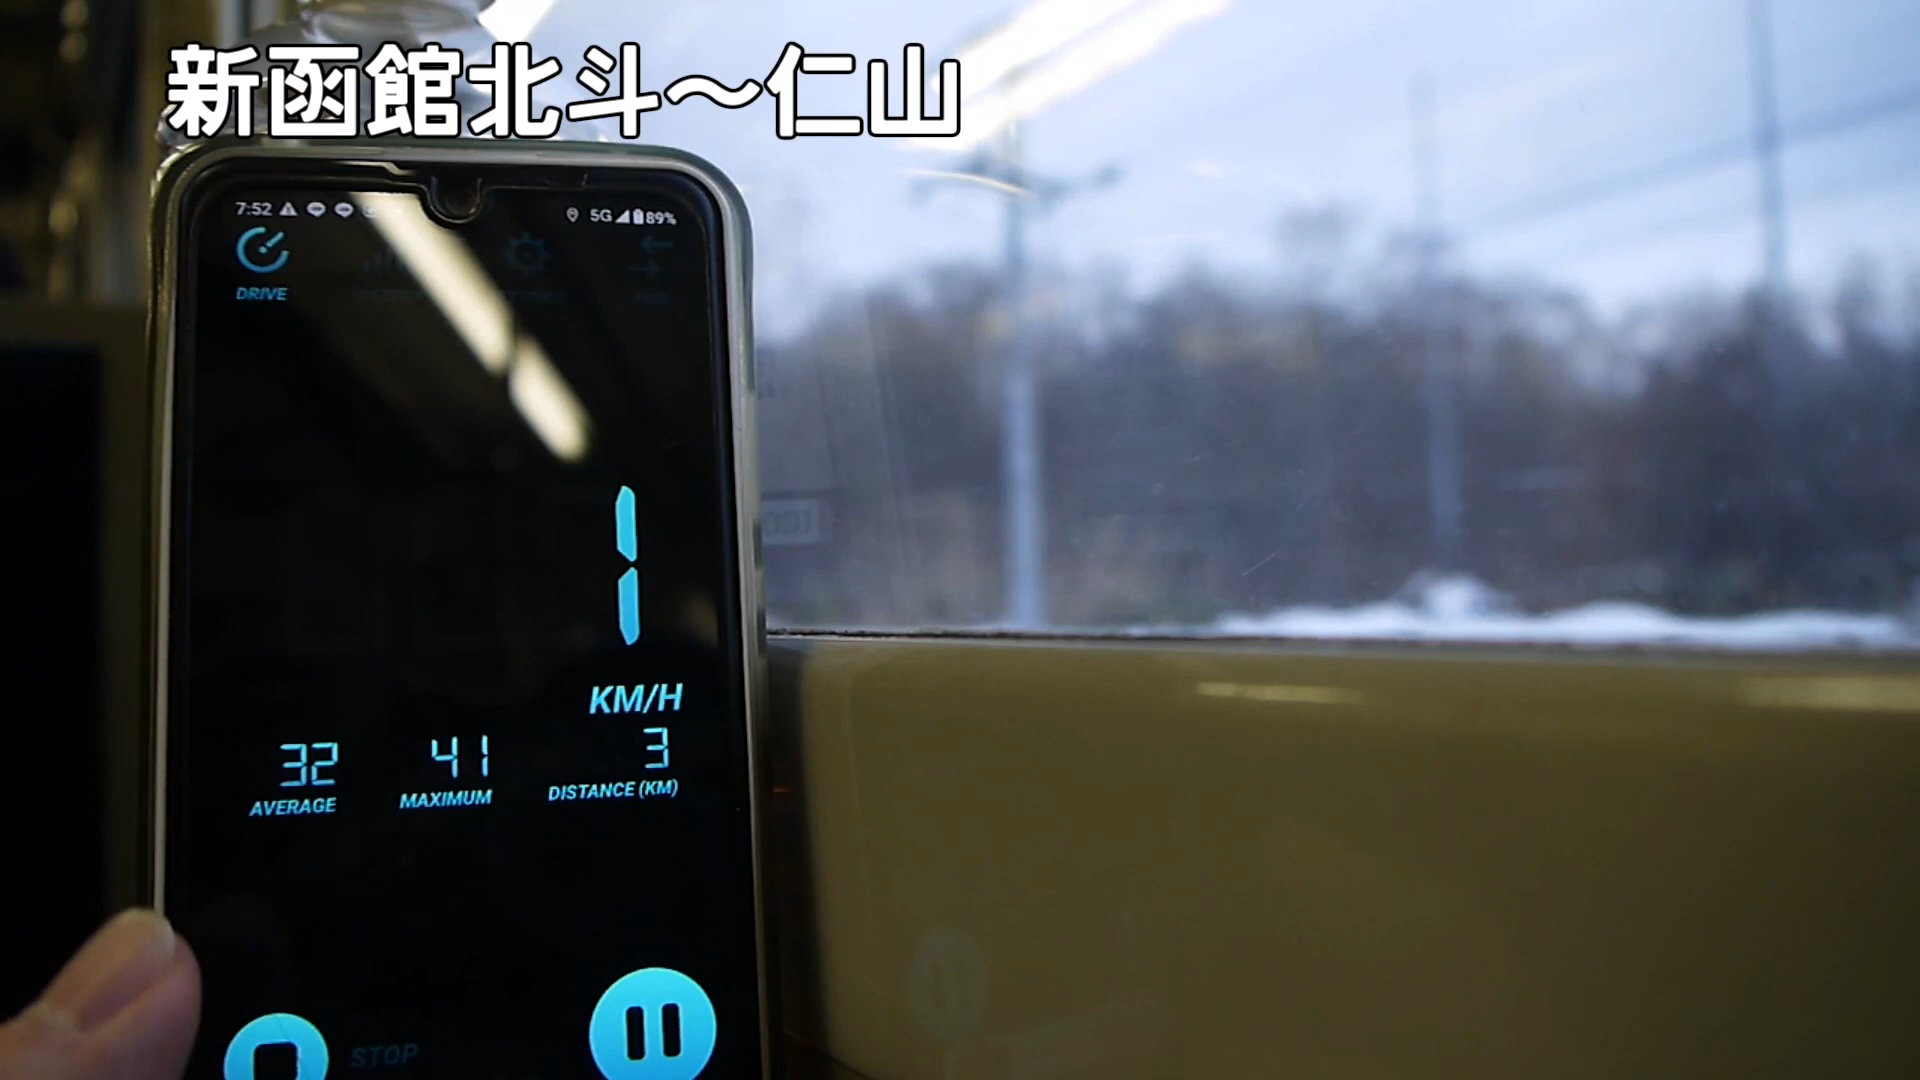 新函館北斗～仁山
7:52 5G 89%
DRIVE
1
KM/H
32 41 3
AVERAGE MAXIMUM DISTANCE (KM)
STOP